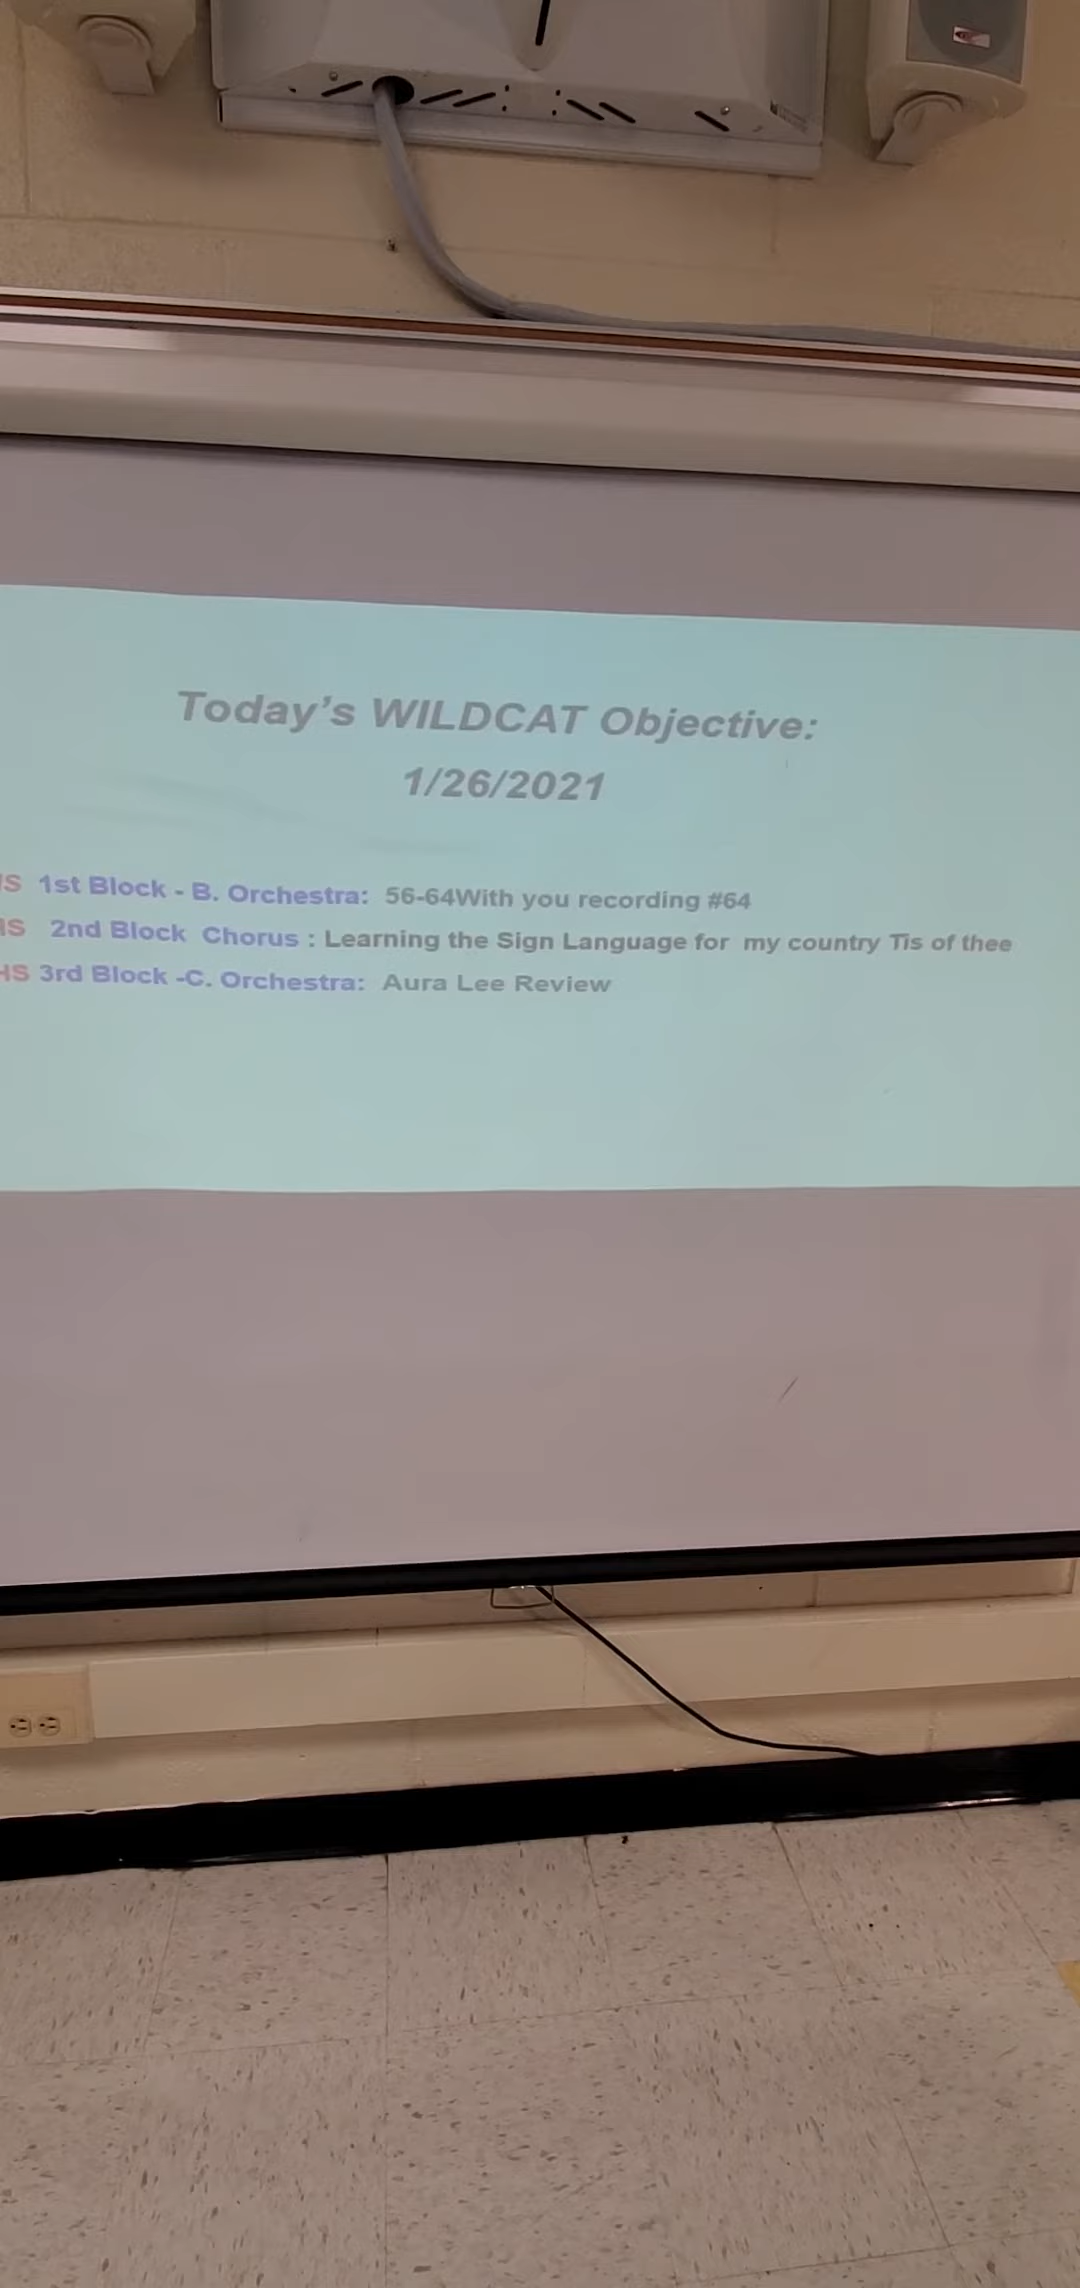 Today's WILDCAT Objective:
1/26/2021
1st Block - B. Orchestra: 56-64With you recording #64
2nd Block Chorus : Learning the Sign Language for my country Tis of thee
HS 3rd Block -C. Orchestra: Aura Lee Review